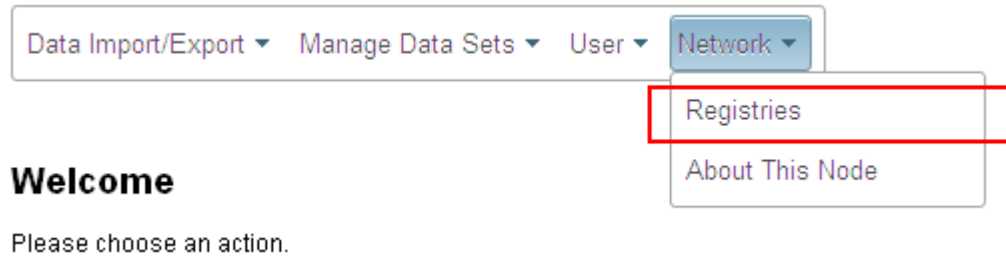 Data Import/Export Manage Data Sets User Network
Registries
About This Node
Welcome
Please choose an action.